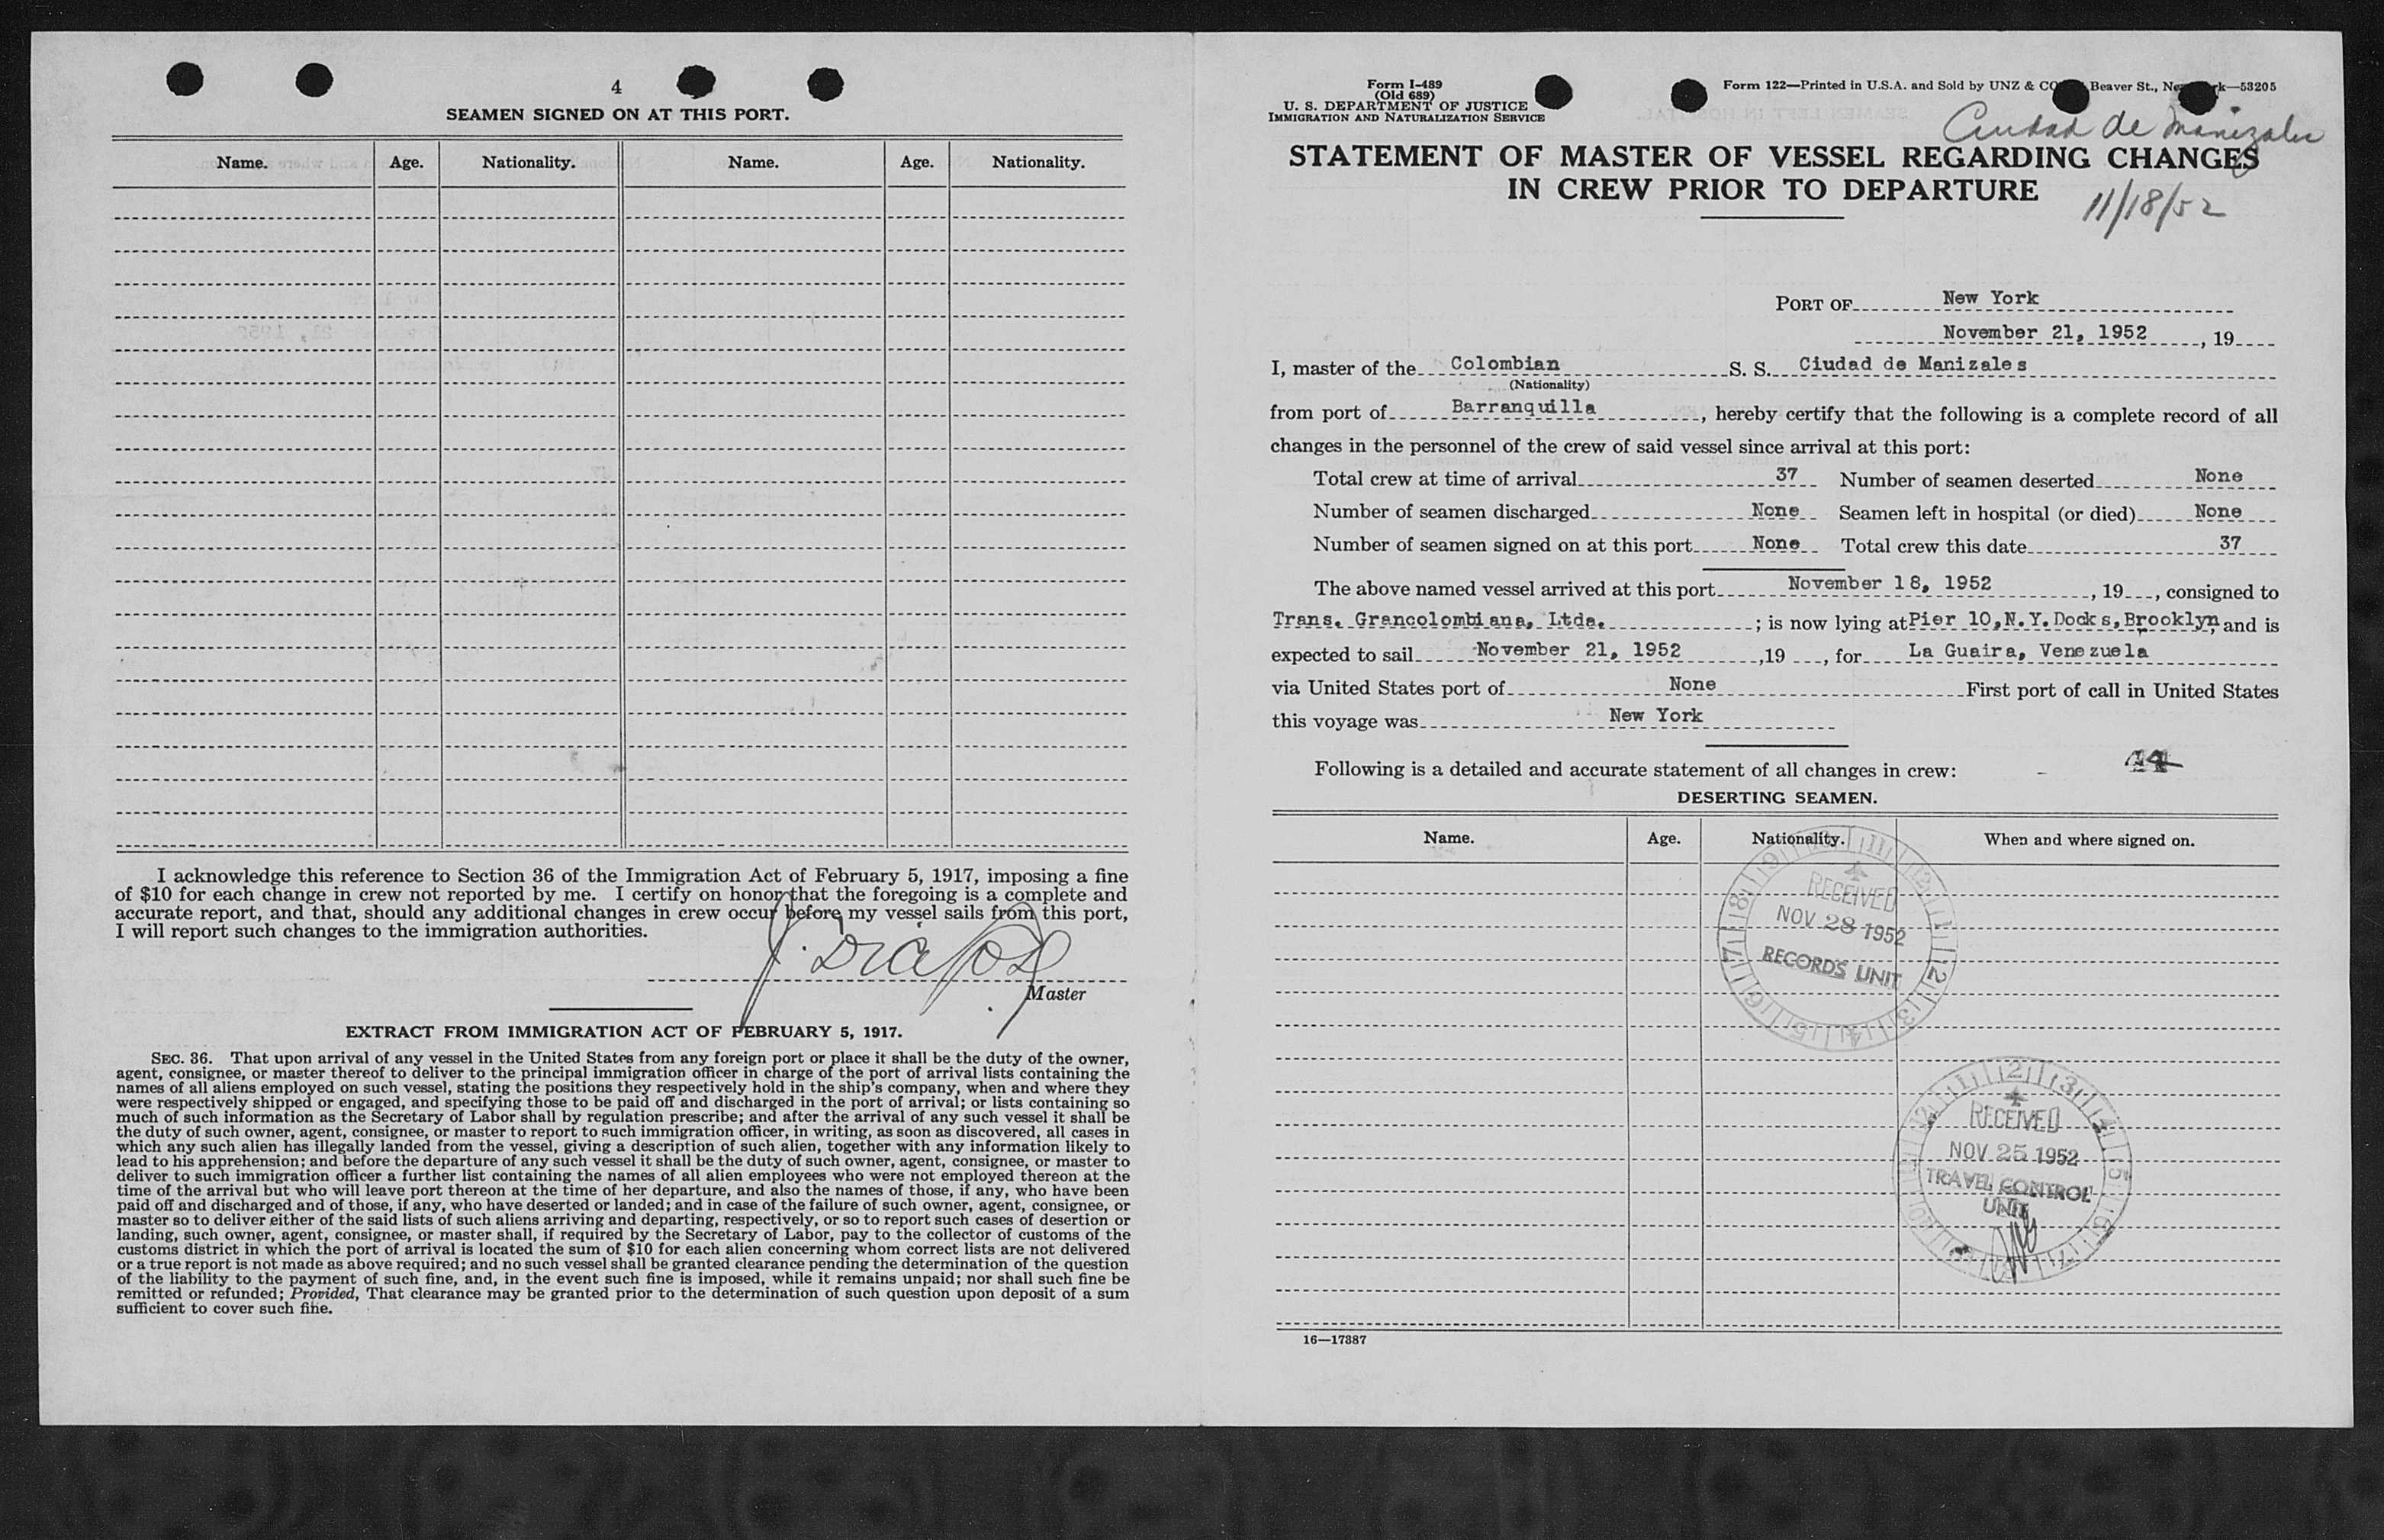 4
SEAMEN SIGNED ON AT THIS PORT.
Name. Age. Nationality. Name. Age. Nationality.
I acknowledge this reference to Section 36 of the Immigration Act of February 5, 1917, imposing a fine
of $10 for each change in crew not reported by me. I certify on honor that the foregoing is a complete and
accurate report, and that, should any additional changes in crew occur before my vessel sails from this port,
I will report such changes to the immigration authorities.
Master
EXTRACT FROM IMMIGRATION ACT OF FEBRUARY 5, 1917.
SEC. 36. That upon arrival of any vessel in the United States from any foreign port or place it shall be the duty of the owner,
agent, consignee, or master thereof to deliver to the principal immigration officer in charge of the port of arrival lists containing the
names of all aliens employed on such vessel, stating the positions they respectively hold in the ship's company, when and where they
were respectively shipped or engaged, and specifying those to be paid off and discharged in the port of arrival; or lists containing so
much of such information as the Secretary of Labor shall by regulation prescribe; and after the arrival of any such vessel it shall be
the duty of such owner, agent, consignee, or master to report to such immigration officer, in writing, as soon as discovered, all cases in
which any such alien has illegally landed from the vessel, giving a description of such alien, together with any information likely to
lead to his apprehension; and before the departure of any such vessel it shall be the duty of such owner, agent, consignee, or master to
deliver to such immigration officer a further list containing the names of all alien employees who were not employed thereon at the
time of the arrival but who will leave port thereon at the time of her departure, and also the names of those, if any, who have been
paid off and discharged and of those, if any, who have deserted or landed; and in case of the failure of such owner, agent, consignee, or
master so to deliver either of the said lists of such aliens arriving and departing, respectively, or so to report such cases of desertion or
landing, such owner, agent, consignee, or master shall, if required by the Secretary of Labor, pay to the collector of customs of the
customs district in which the port of arrival is located the sum of $10 for each alien concerning whom correct lists are not delivered
or a true report is not made as above required; and no such vessel shall be granted clearance pending the determination of the question
of the liability to the payment of such fine, and, in the event such fine is imposed, while it remains unpaid; nor shall such fine be
remitted or refunded; Provided, That clearance may be granted prior to the determination of such question upon deposit of a sum
sufficient to cover such fine.
Form I-489
(Old 689)
U. S. DEPARTMENT OF JUSTICE
IMMIGRATION AND NATURALIZATION SERVICE
Form 122—Printed in U.S.A. and Sold by UNZ & CO Beaver St., Ne k—53205
Ciudad de Manizales
STATEMENT OF MASTER OF VESSEL REGARDING CHANGES
IN CREW PRIOR TO DEPARTURE
11/18/52
PORT OF New York
November 21, 1952, 19
I, master of the Colombian S. S. Ciudad de Manizales
(Nationality)
from port of Barranquilla, hereby certify that the following is a complete record of all
changes in the personnel of the crew of said vessel since arrival at this port:
Total crew at time of arrival 37 Number of seamen deserted None
Number of seamen discharged None Seamen left in hospital (or died) None
Number of seamen signed on at this port None Total crew this date 37
The above named vessel arrived at this port November 18, 1952, 19, consigned to
Trans. Grancolombiana, Ltda.; is now lying at Pier 10, N.Y. Docks, Brooklyn, and is
expected to sail November 21, 1952, 19, for La Guaira, Venezuela
via United States port of None First port of call in United States
this voyage was New York
Following is a detailed and accurate statement of all changes in crew:
DESERTING SEAMEN.
Name. Age. Nationality. When and where signed on.
RECEIVED
NOV 28 1952
RECORDS UNIT
RECEIVED
NOV 25 1952
TRAVEL CONTROL
UNIT
16—17387